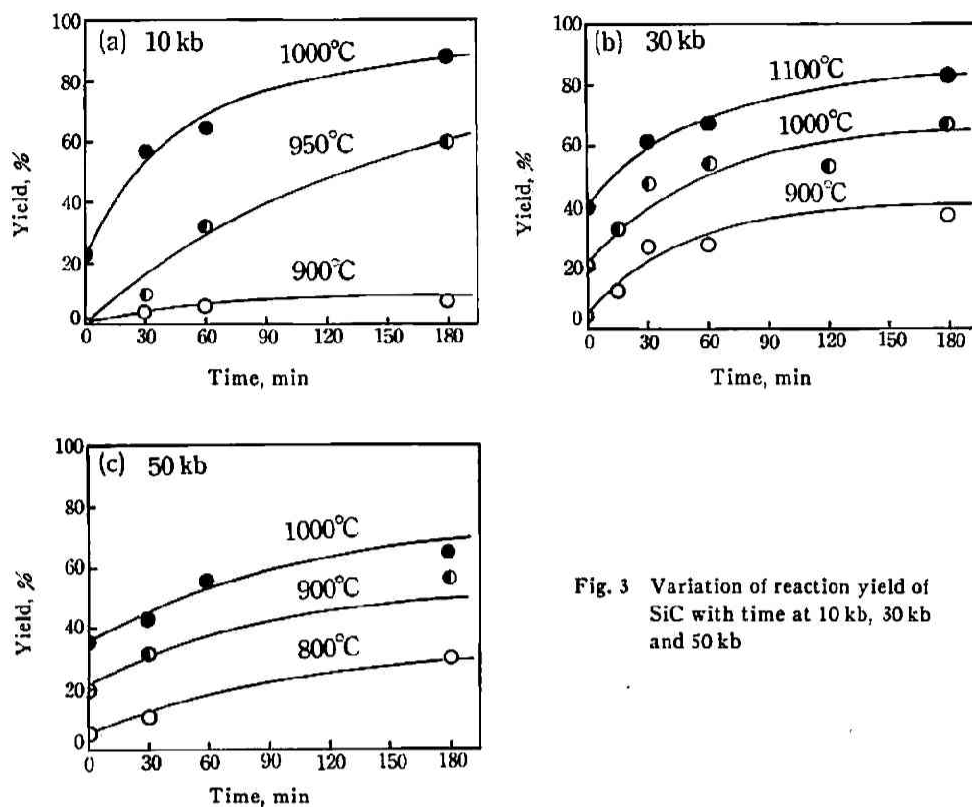 (a) 10 kb
1000°C
950°C
900°C
Yield, %
100
80
60
40
20
0
0 30 60 90 120 150 180
Time, min
(b) 30 kb
1100°C
1000°C
900°C
Yield, %
100
80
60
40
20
0
0 30 60 90 120 150 180
Time, min
(c) 50 kb
1000°C
900°C
800°C
Yield, %
100
80
60
40
20
0
0 30 60 90 120 150 180
Time, min
Fig. 3 Variation of reaction yield of
SiC with time at 10 kb, 30 kb
and 50 kb